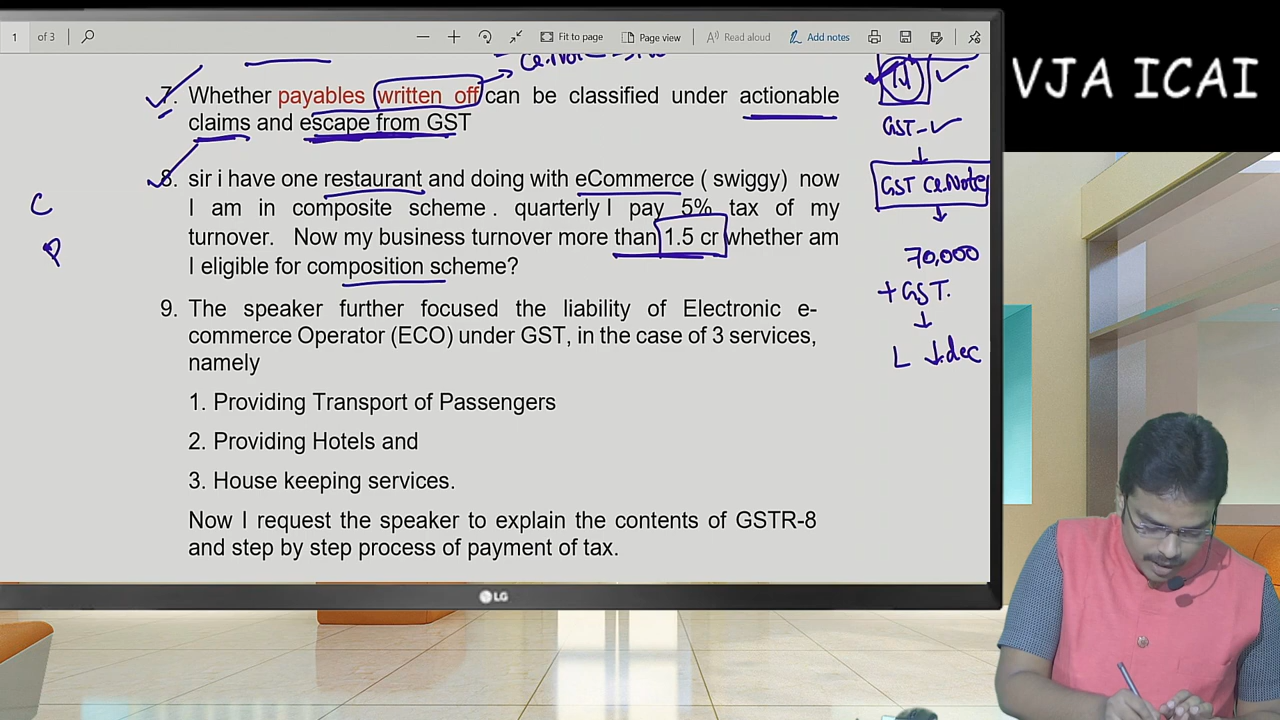 1 of 3 Fit to page Page view Read aloud Add notes
VJA ICAI
Ce.Note
7. Whether payables written off can be classified under actionable
claims and escape from GST
8. sir i have one restaurant and doing with eCommerce ( swiggy) now
I am in composite scheme . quarterly I pay 5% tax of my
turnover. Now my business turnover more than 1.5 cr whether am
I eligible for composition scheme?
9. The speaker further focused the liability of Electronic e-
commerce Operator (ECO) under GST, in the case of 3 services,
namely
1. Providing Transport of Passengers
2. Providing Hotels and
3. House keeping services.
Now I request the speaker to explain the contents of GSTR-8
and step by step process of payment of tax.
C
GST-✓
GST Ce.Notes
70,000
+GST.
LG